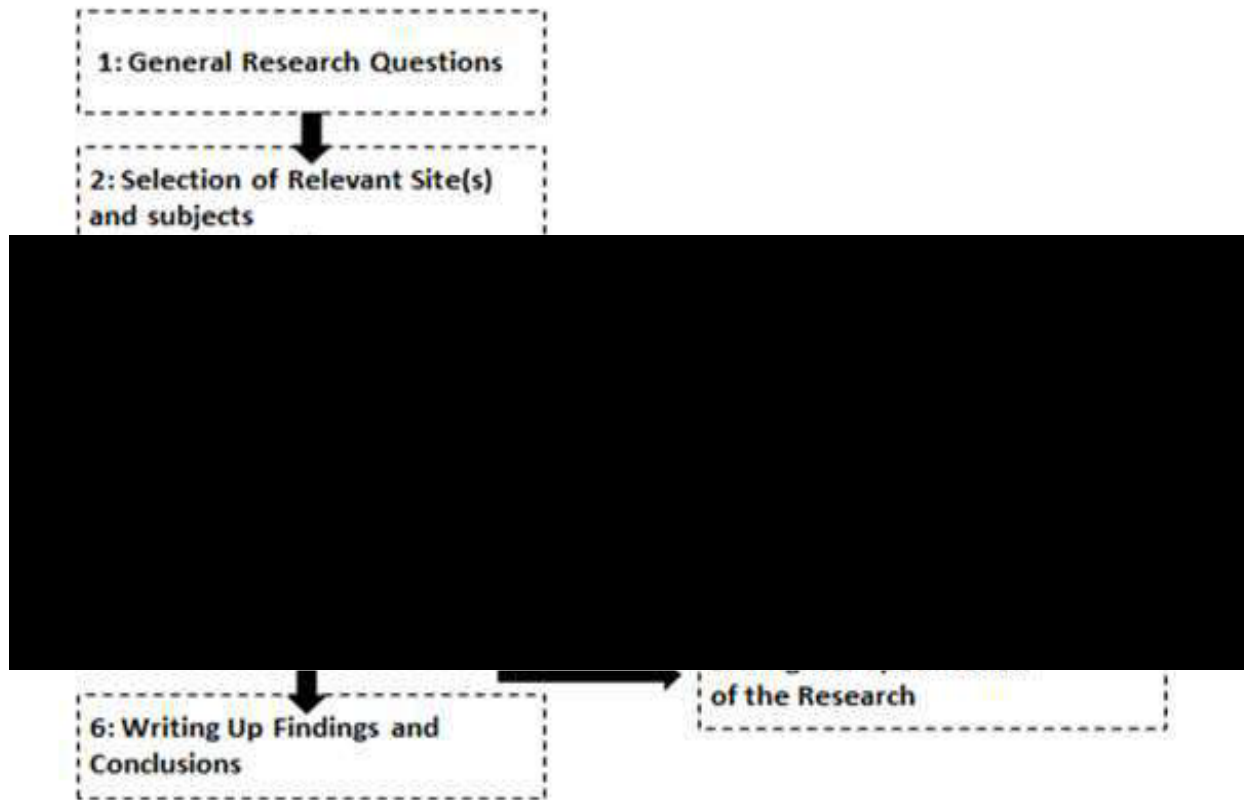 1: General Research Questions
2: Selection of Relevant Site(s)
and subjects
of the Research
6: Writing Up Findings and
Conclusions